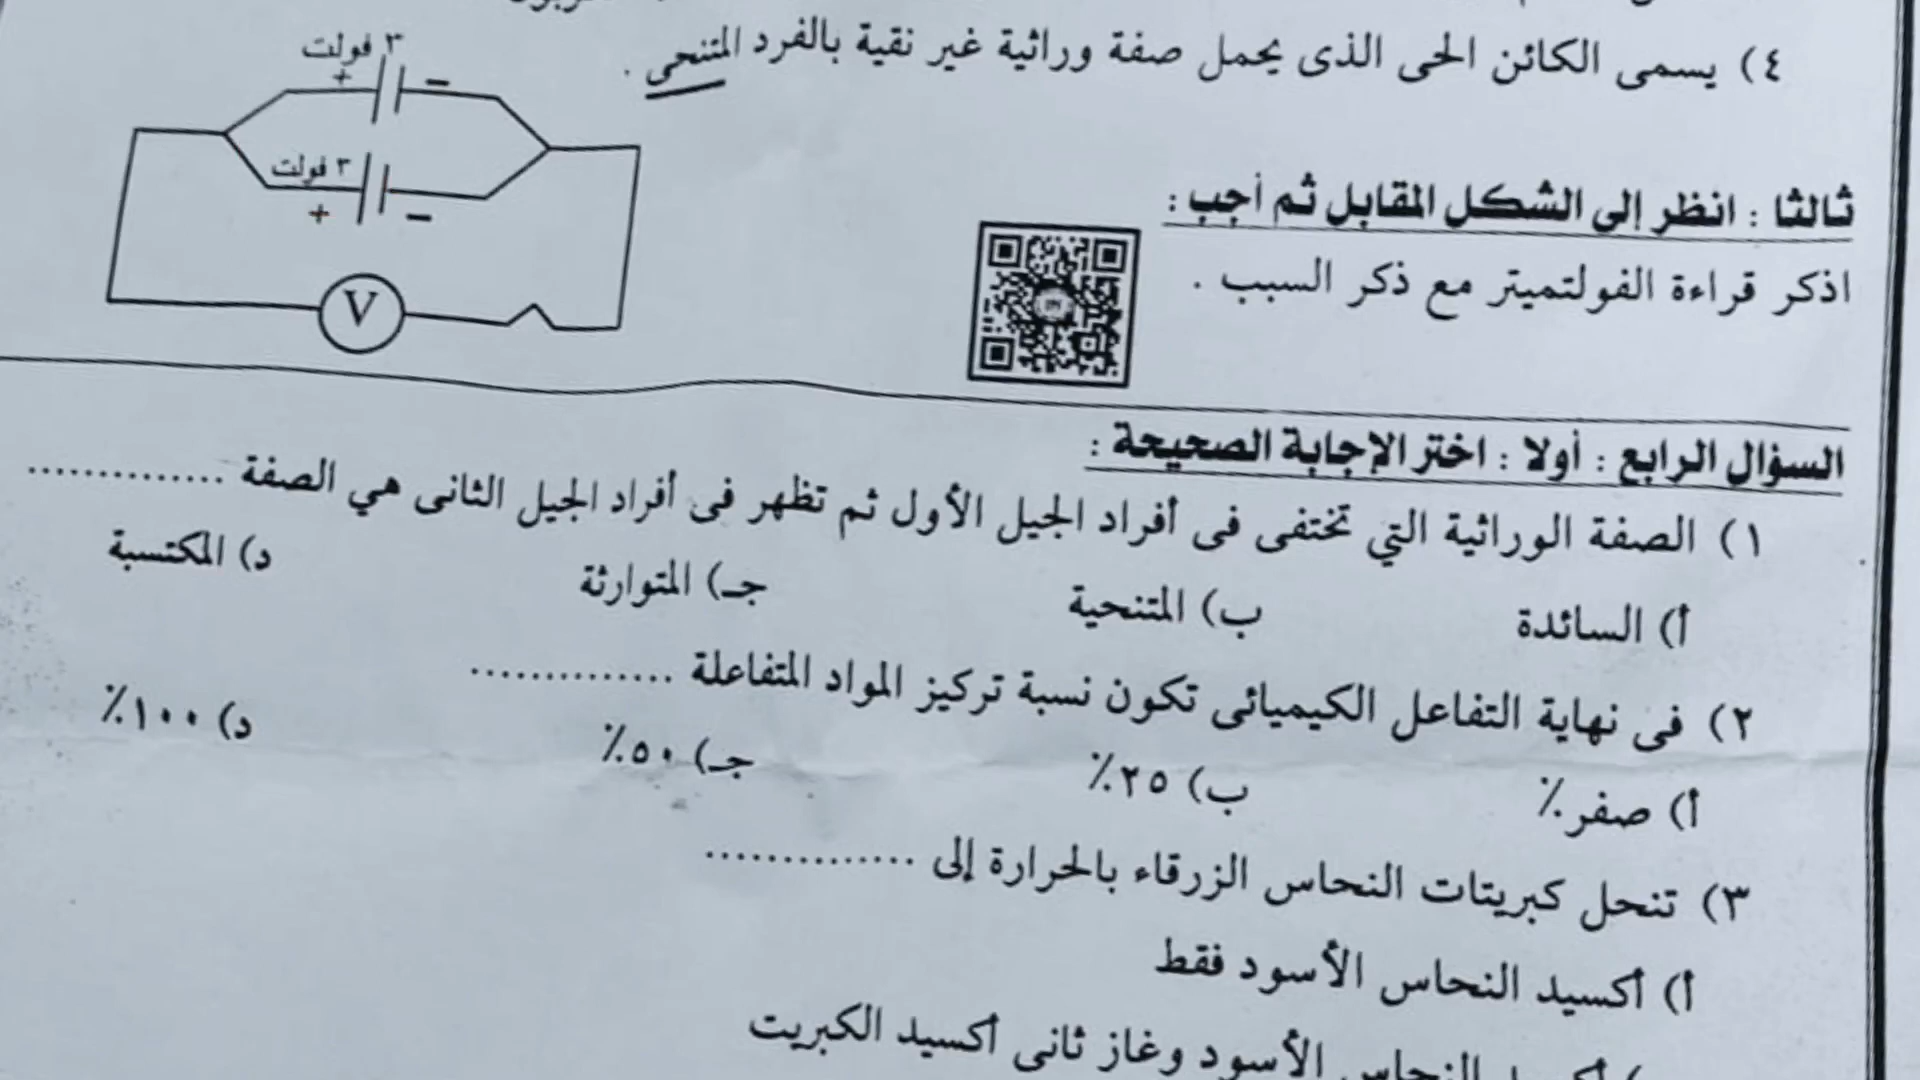 ٤) يسمى الكائن الحى الذى يحمل صفة وراثية غير نقية بالفرد المتنحى .
٣ فولت
+ -
٣ فولت
+ -
V
ثالثا : انظر إلى الشكل المقابل ثم أجب :
اذكر قراءة الفولتميتر مع ذكر السبب .
السؤال الرابع : أولا : اختر الإجابة الصحيحة :
١) الصفة الوراثية التي تختفى فى أفراد الجيل الأول ثم تظهر فى أفراد الجيل الثانى هي الصفة ..............
أ) السائدة ب) المتنحية جـ) المتوارثة د) المكتسبة
٢) فى نهاية التفاعل الكيميائى تكون نسبة تركيز المواد المتفاعلة ..............
أ) صفر٪ ب) ٢٥٪ جـ) ٥٠٪ د) ١٠٠٪
٣) تنحل كبريتات النحاس الزرقاء بالحرارة إلى ..............
أ) أكسيد النحاس الأسود فقط
النحاس الأسود وغاز ثانى أكسيد الكبريت